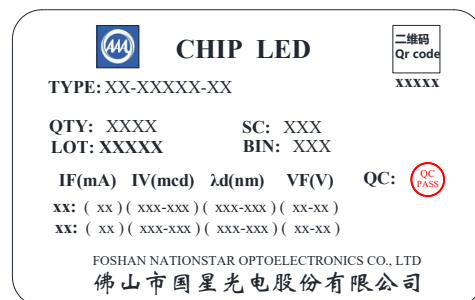 AAA
CHIP LED
二维码
Qr code
xxxxx
TYPE: XX-XXXXX-XX
QTY: XXXX
SC: XXX
LOT: XXXXX
BIN: XXX
IF(mA) IV(mcd) λd(nm) VF(V) QC:
QC
PASS
xx: ( xx ) ( xxx-xxx ) ( xxx-xxx ) ( xx-xx )
xx: ( xx ) ( xxx-xxx ) ( xxx-xxx ) ( xx-xx )
FOSHAN NATIONSTAR OPTOELECTRONICS CO., LTD
佛山市国星光电股份有限公司